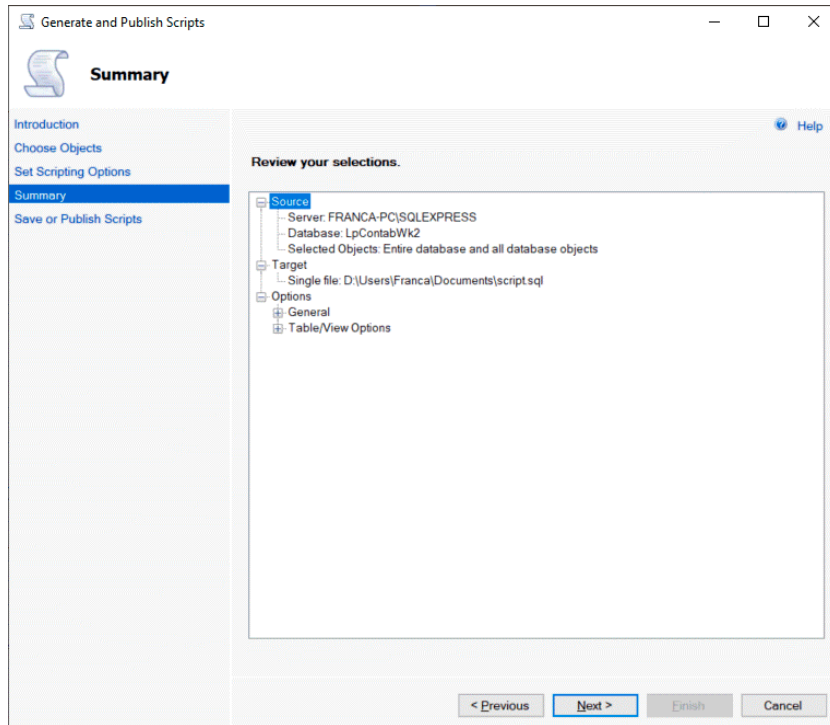 Generate and Publish Scripts
Summary
Introduction
Choose Objects
Set Scripting Options
Summary
Save or Publish Scripts
Help
Review your selections.
Source
Server: FRANCA-PC\SQLEXPRESS
Database: LpContabWk2
Selected Objects: Entire database and all database objects
Target
Single file: D:\Users\Franca\Documents\script.sql
Options
General
Table/View Options
< Previous
Next >
Finish
Cancel